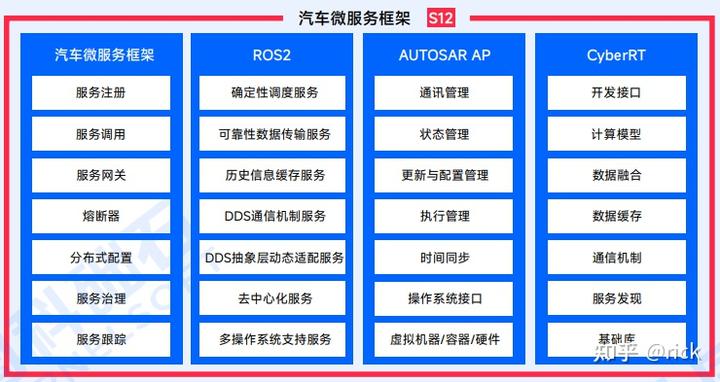 汽车微服务框架 S12
汽车微服务框架
服务注册
服务调用
服务网关
熔断器
分布式配置
服务治理
服务跟踪
ROS2
确定性调度服务
可靠性数据传输服务
历史信息缓存服务
DDS通信机制服务
DDS抽象层动态适配服务
去中心化服务
多操作系统支持服务
AUTOSAR AP
通讯管理
状态管理
更新与配置管理
执行管理
时间同步
操作系统接口
虚拟机器/容器/硬件
CyberRT
开发接口
计算模型
数据融合
数据缓存
通信机制
服务发现
基础库
知乎 @rick